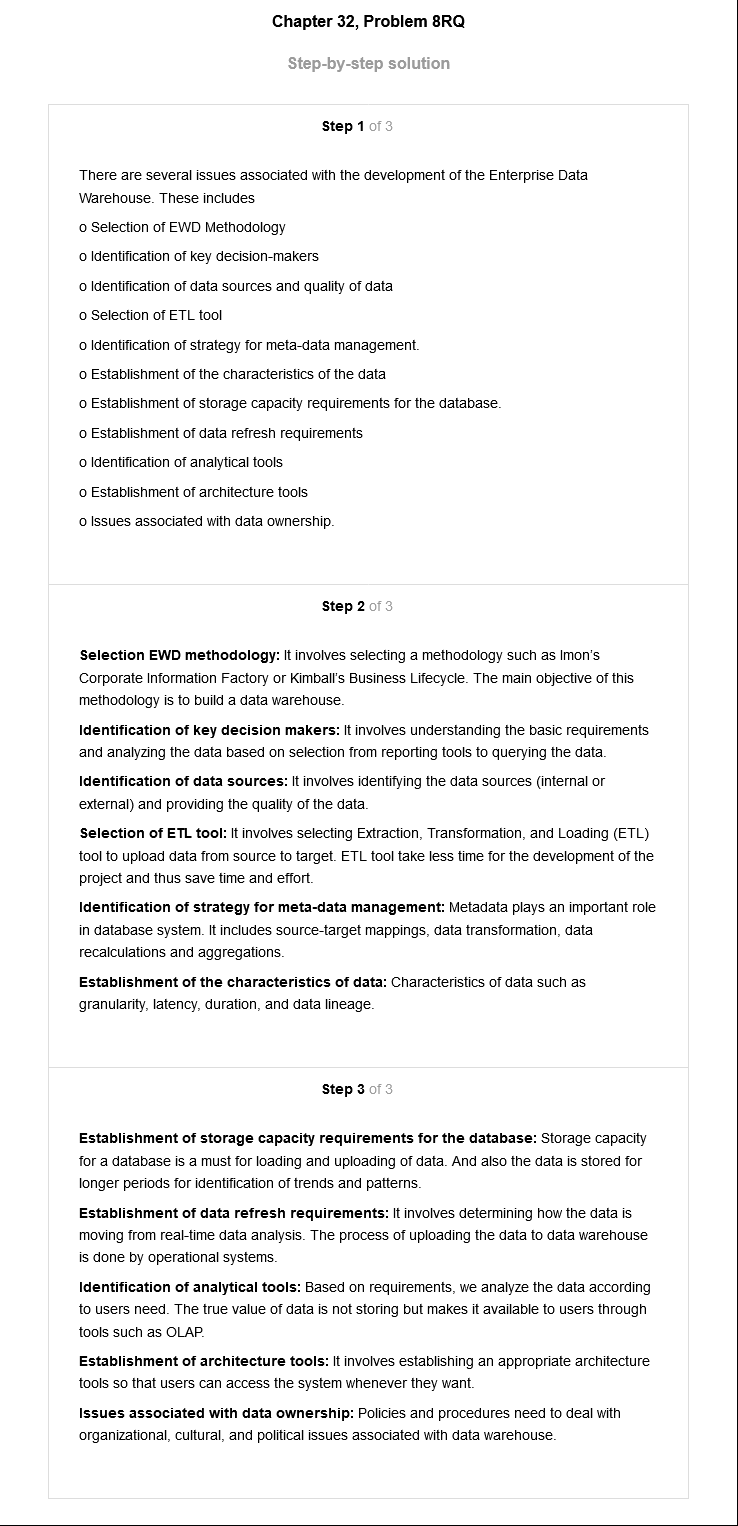 Chapter 32, Problem 8RQ
Step-by-step solution
Step 1 of 3
There are several issues associated with the development of the Enterprise Data
Warehouse. These includes
o Selection of EWD Methodology
o Identification of key decision-makers
o Identification of data sources and quality of data
o Selection of ETL tool
o Identification of strategy for meta-data management.
o Establishment of the characteristics of the data
o Establishment of storage capacity requirements for the database.
o Establishment of data refresh requirements
o Identification of analytical tools
o Establishment of architecture tools
o Issues associated with data ownership.
Step 2 of 3
Selection EWD methodology: It involves selecting a methodology such as Imon's
Corporate Information Factory or Kimball's Business Lifecycle. The main objective of this
methodology is to build a data warehouse.
Identification of key decision makers: It involves understanding the basic requirements
and analyzing the data based on selection from reporting tools to querying the data.
Identification of data sources: It involves identifying the data sources (internal or
external) and providing the quality of the data.
Selection of ETL tool: It involves selecting Extraction, Transformation, and Loading (ETL)
tool to upload data from source to target. ETL tool take less time for the development of the
project and thus save time and effort.
Identification of strategy for meta-data management: Metadata plays an important role
in database system. It includes source-target mappings, data transformation, data
recalculations and aggregations.
Establishment of the characteristics of data: Characteristics of data such as
granularity, latency, duration, and data lineage.
Step 3 of 3
Establishment of storage capacity requirements for the database: Storage capacity
for a database is a must for loading and uploading of data. And also the data is stored for
longer periods for identification of trends and patterns.
Establishment of data refresh requirements: It involves determining how the data is
moving from real-time data analysis. The process of uploading the data to data warehouse
is done by operational systems.
Identification of analytical tools: Based on requirements, we analyze the data according
to users need. The true value of data is not storing but makes it available to users through
tools such as OLAP.
Establishment of architecture tools: It involves establishing an appropriate architecture
tools so that users can access the system whenever they want.
Issues associated with data ownership: Policies and procedures need to deal with
organizational, cultural, and political issues associated with data warehouse.